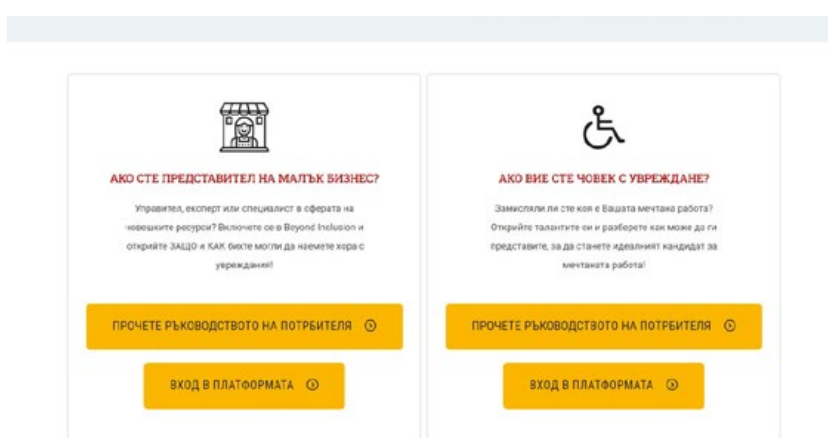 АКО СТЕ ПРЕДСТАВИТЕЛ НА МАЛЪК БИЗНЕС?
Управител, експерт или специалист в сферата на
човешките ресурси? Включете се в Beyond Inclusion и
открийте ЗАЩО и КАК бихте могли да наемете хора с
увреждания!
ПРОЧЕТЕ РЪКОВОДСТВОТО НА ПОТРБИТЕЛЯ
ВХОД В ПЛАТФОРМАТА
АКО ВИЕ СТЕ ЧОВЕК С УВРЕЖДАНЕ?
Замисляли ли сте коя е Вашата мечтана работа?
Открийте талантите си и разберете как може да ги
представите, за да станете идеалният кандидат за
мечтаната работа!
ПРОЧЕТЕ РЪКОВОДСТВОТО НА ПОТРБИТЕЛЯ
ВХОД В ПЛАТФОРМАТА